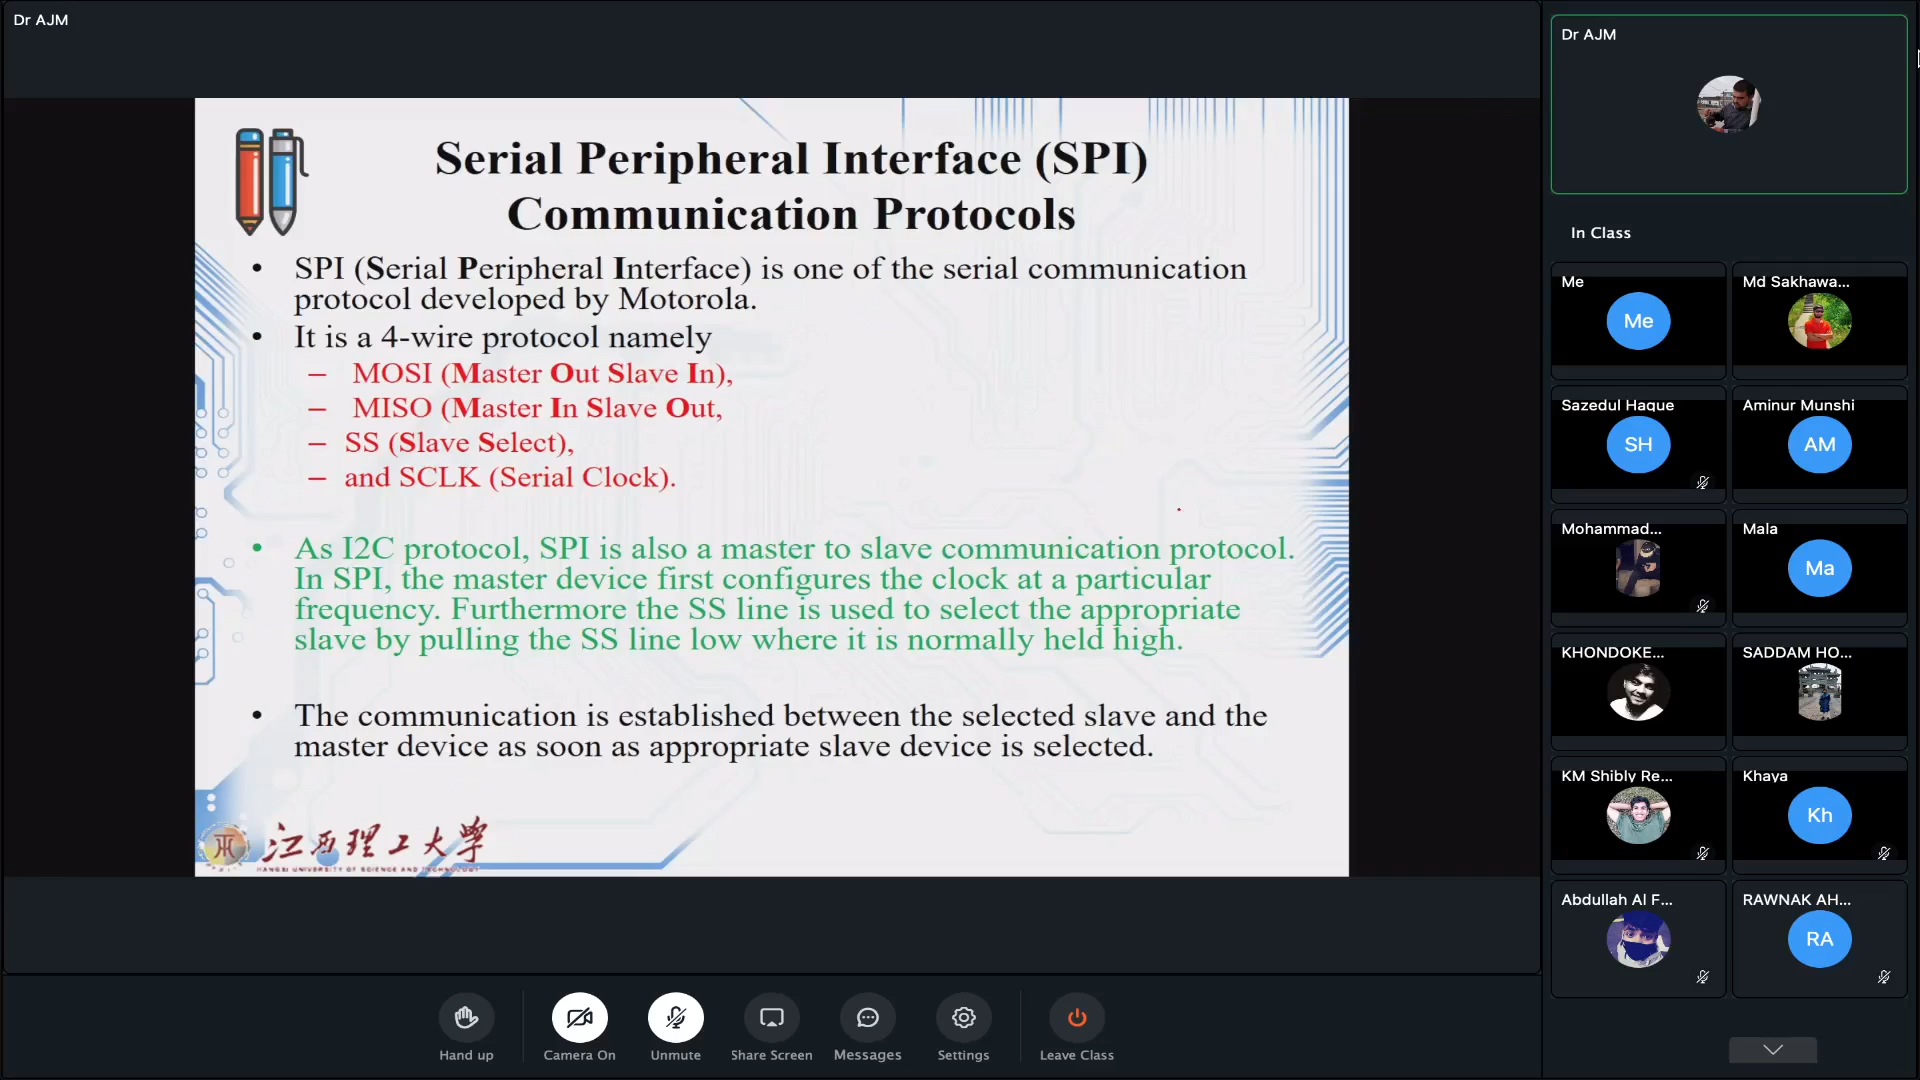 Dr AJM
Serial Peripheral Interface (SPI)
Communication Protocols
• SPI (Serial Peripheral Interface) is one of the serial communication
protocol developed by Motorola.
• It is a 4-wire protocol namely
– MOSI (Master Out Slave In),
– MISO (Master In Slave Out,
– SS (Slave Select),
– and SCLK (Serial Clock).
• As I2C protocol, SPI is also a master to slave communication protocol.
In SPI, the master device first configures the clock at a particular
frequency. Furthermore the SS line is used to select the appropriate
slave by pulling the SS line low where it is normally held high.
• The communication is established between the selected slave and the
master device as soon as appropriate slave device is selected.
江西理工大学
UNIVERSITY OF SCIENCE AND TECHNOLOGY
Hand up
Camera On
Unmute
Share Screen
Messages
Settings
Leave Class
Dr AJM
In Class
Me
Me
Md Sakhawa...
Sazedul Haque
SH
Aminur Munshi
AM
Mohammad...
Mala
Ma
KHONDOKE...
SADDAM HO...
KM Shibly Re...
Khaya
Kh
Abdullah Al F...
RAWNAK AH...
RA